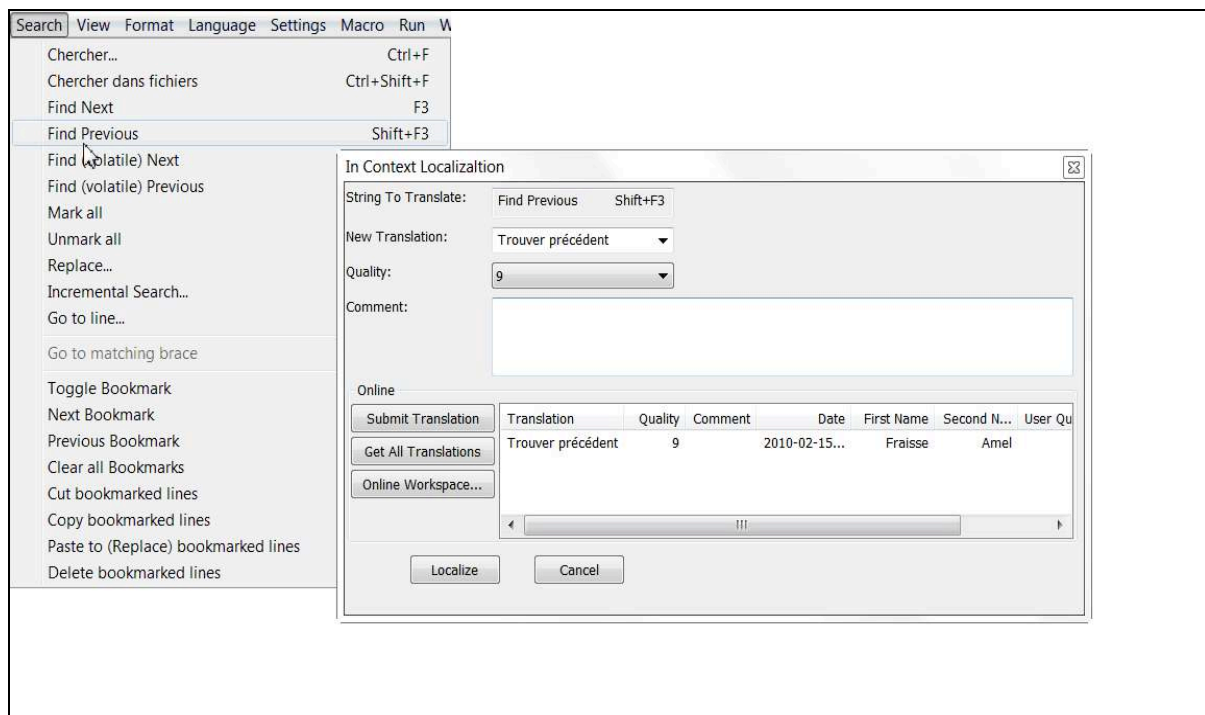 Search View Format Language Settings Macro Run W
Chercher... Ctrl+F
Chercher dans fichiers Ctrl+Shift+F
Find Next F3
Find Previous Shift+F3
Find (volatile) Next
Find (volatile) Previous
Mark all
Unmark all
Replace...
Incremental Search...
Go to line...
Go to matching brace
Toggle Bookmark
Next Bookmark
Previous Bookmark
Clear all Bookmarks
Cut bookmarked lines
Copy bookmarked lines
Paste to (Replace) bookmarked lines
Delete bookmarked lines
In Context Localizaltion
String To Translate: Find Previous Shift+F3
New Translation: Trouver précédent
Quality: 9
Comment:
Online
Submit Translation
Get All Translations
Online Workspace...
Translation Quality Comment Date First Name Second N... User Qu
Trouver précédent 9 2010-02-15... Fraisse Amel
Localize Cancel